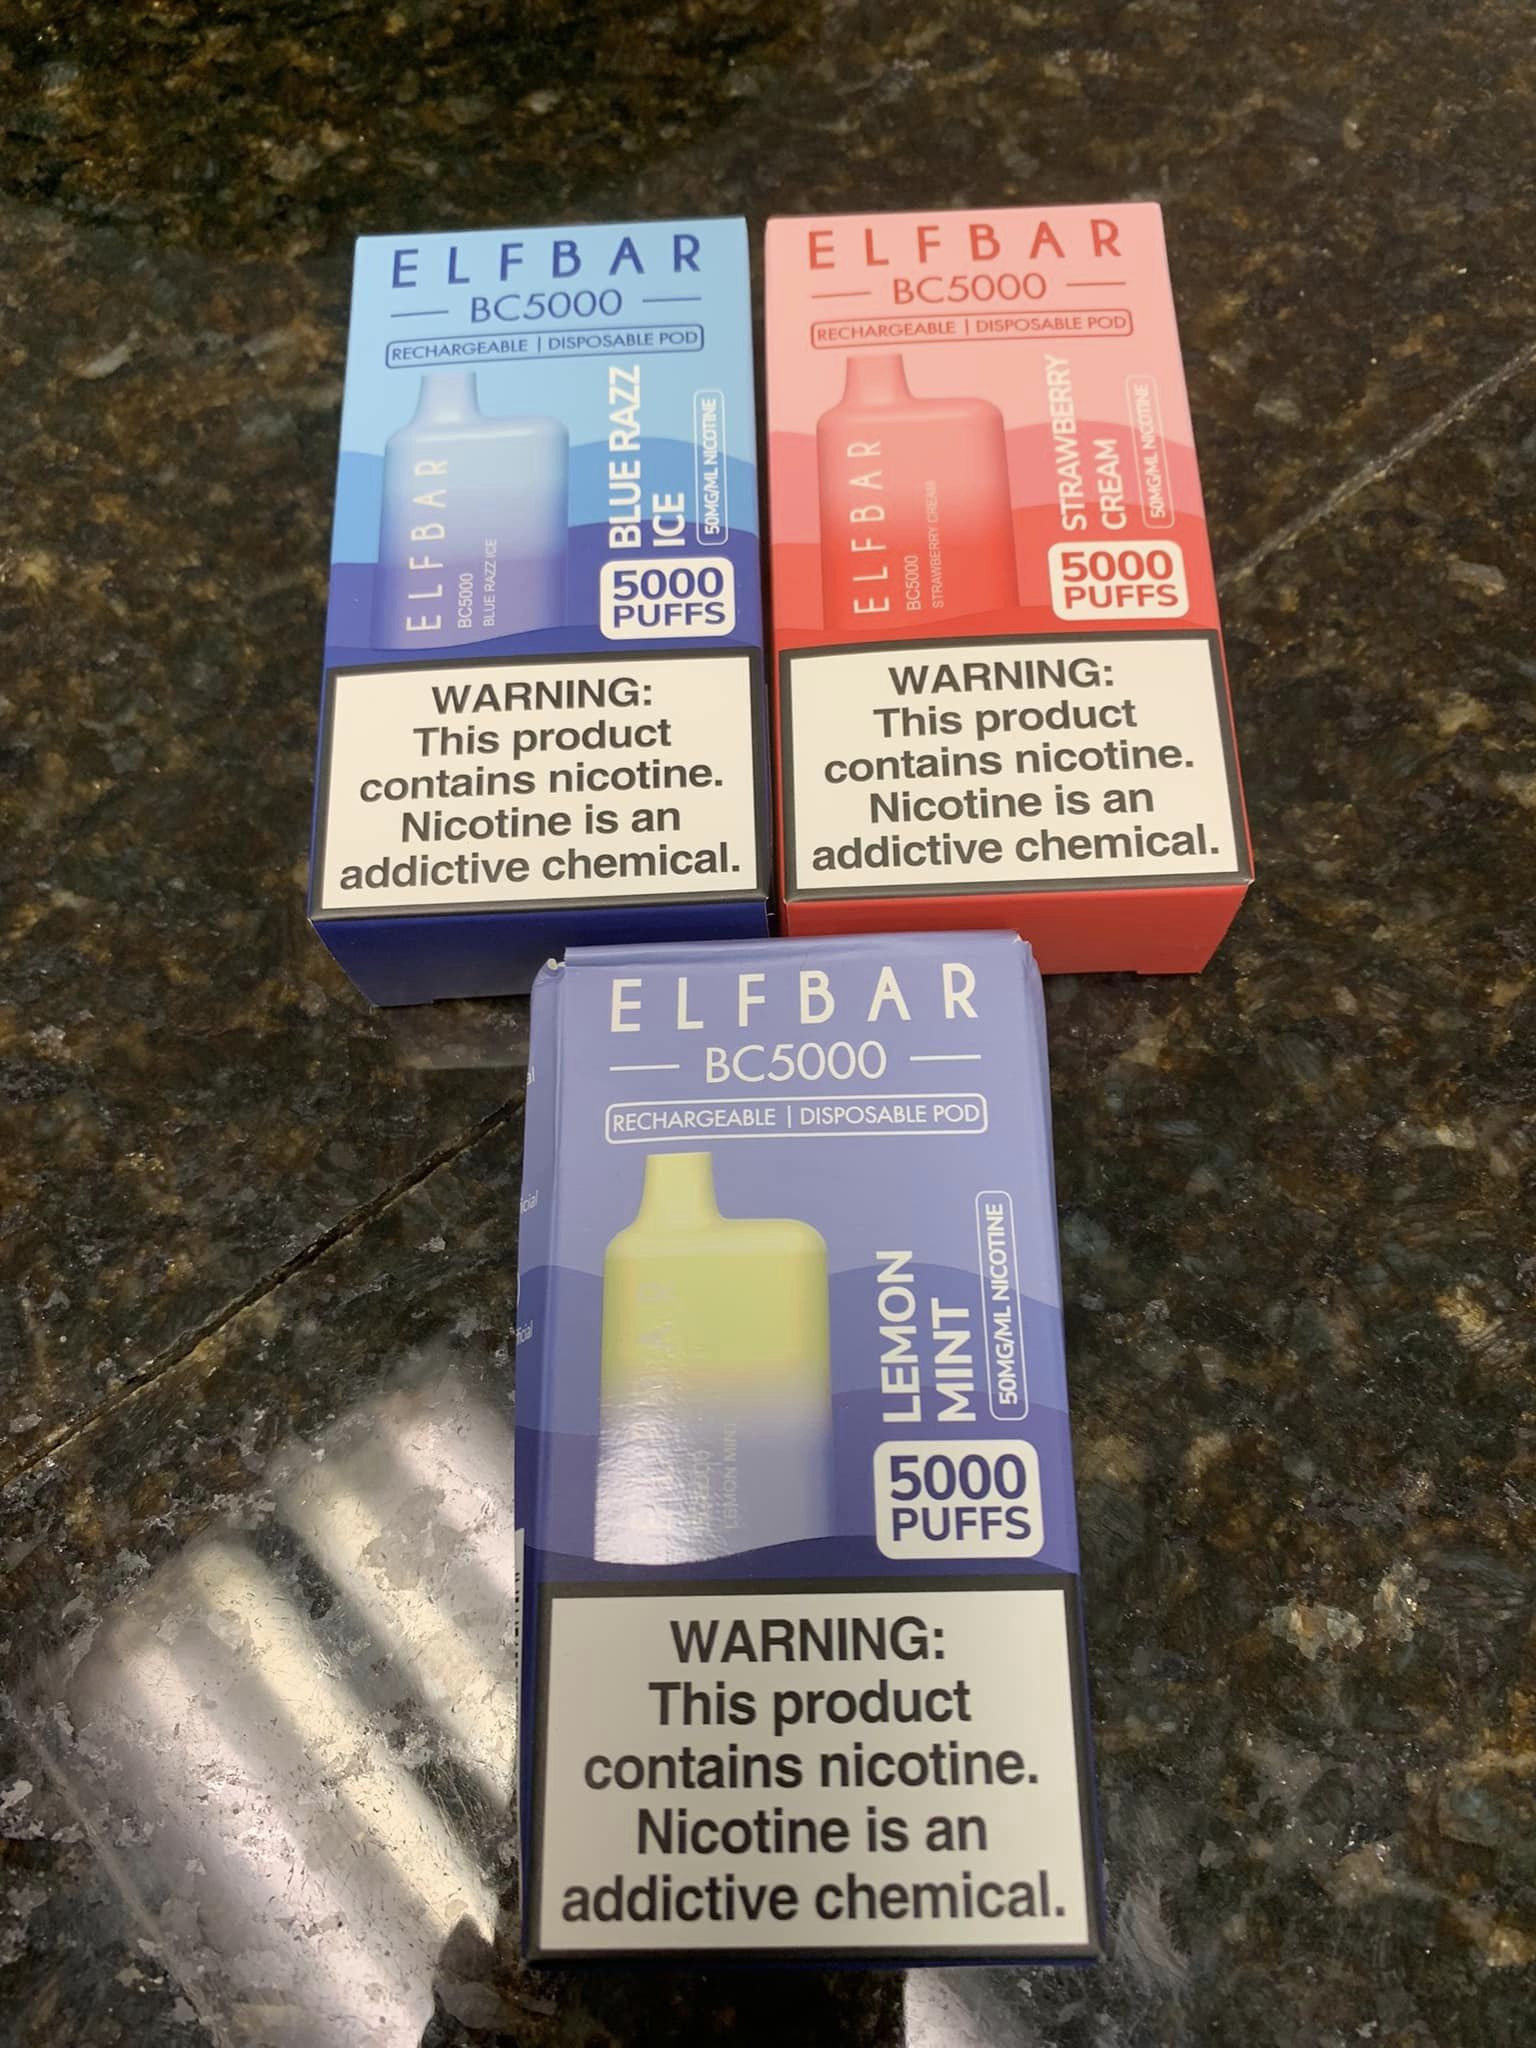 ELFBAR
BC5000
RECHARGEABLE | DISPOSABLE POD
BLUE RAZZ
ICE
50MG/ML NICOTINE
ELFBAR
BC5000
BLUE RAZZ ICE
5000
PUFFS
WARNING:
This product
contains nicotine.
Nicotine is an
addictive chemical.
ELFBAR
BC5000
RECHARGEABLE | DISPOSABLE POD
STRAWBERRY
CREAM
50MG/ML NICOTINE
ELFBAR
BC5000
STRAWBERRY CREAM
5000
PUFFS
WARNING:
This product
contains nicotine.
Nicotine is an
addictive chemical.
ELFBAR
BC5000
RECHARGEABLE | DISPOSABLE POD
LEMON
MINT
50MG/ML NICOTINE
LEMON MINT
5000
PUFFS
WARNING:
This product
contains nicotine.
Nicotine is an
addictive chemical.